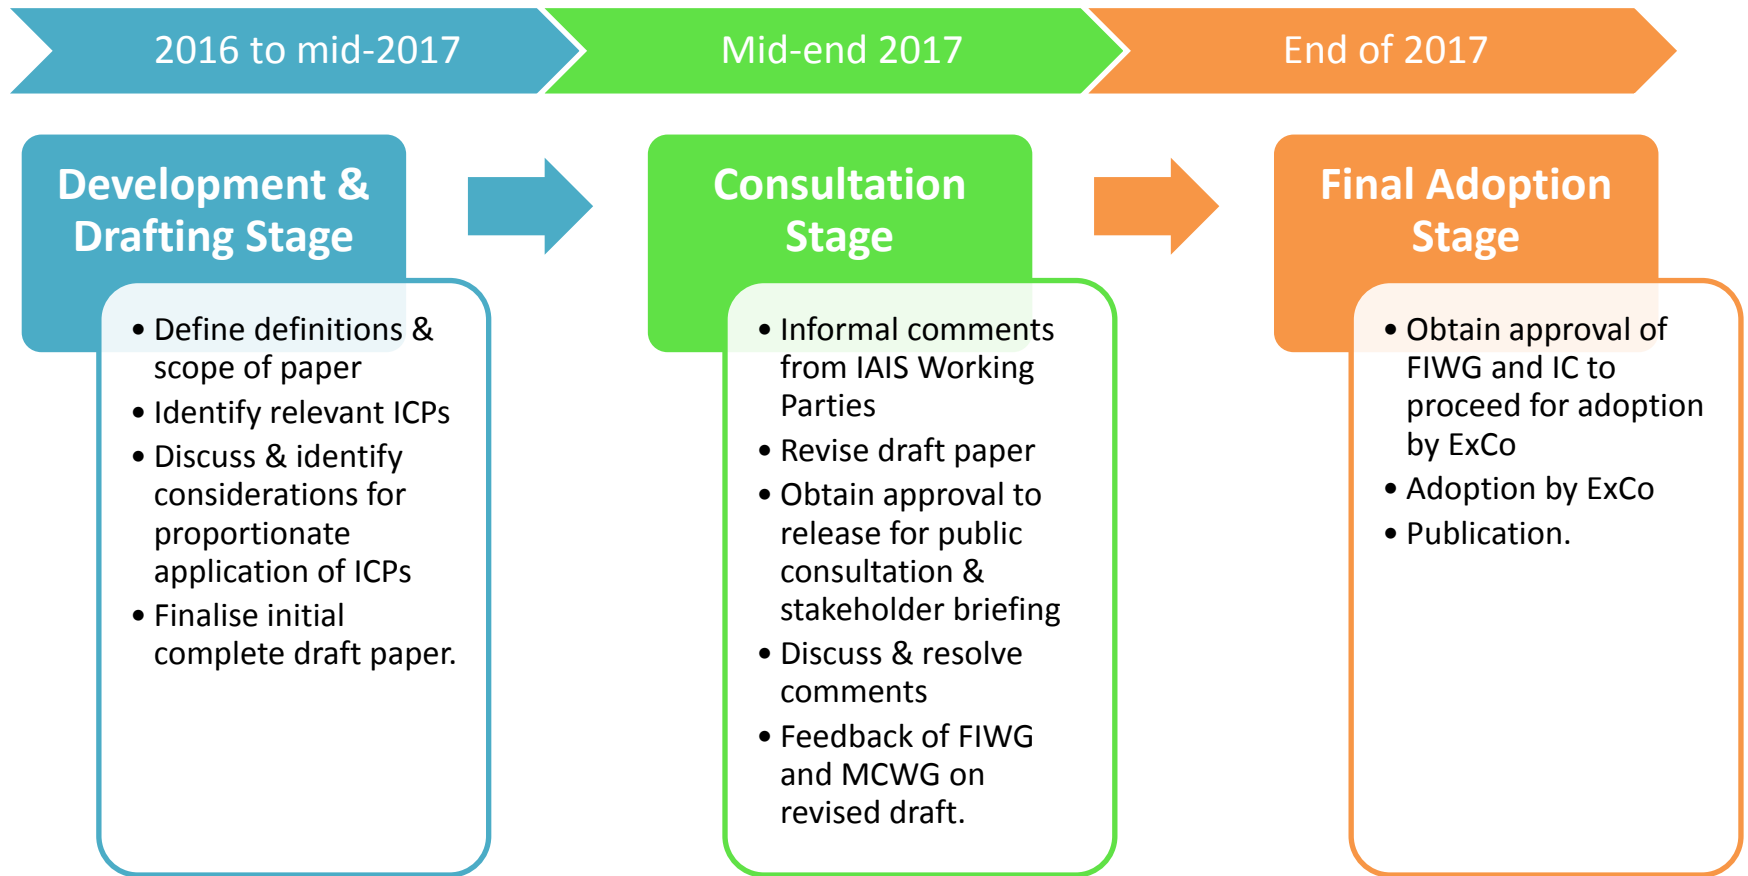 2016 to mid-2017
Mid-end 2017
End of 2017
Development &
Drafting Stage
• Define definitions &
scope of paper
• Identify relevant ICPs
• Discuss & identify
considerations for
proportionate
application of ICPs
• Finalise initial
complete draft paper.
Consultation
Stage
• Informal comments
from IAIS Working
Parties
• Revise draft paper
• Obtain approval to
release for public
consultation &
stakeholder briefing
• Discuss & resolve
comments
• Feedback of FIWG
and MCWG on
revised draft.
Final Adoption
Stage
• Obtain approval of
FIWG and IC to
proceed for adoption
by ExCo
• Adoption by ExCo
• Publication.